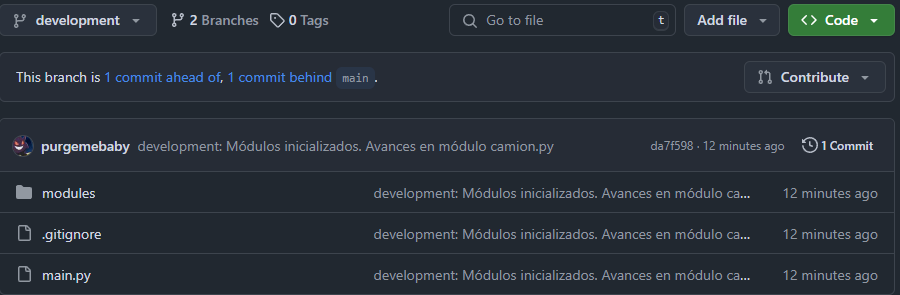 development 2 Branches 0 Tags Go to file t Add file Code
This branch is 1 commit ahead of, 1 commit behind main.
Contribute
purgemebaby development: Módulos inicializados. Avances en módulo camion.py da7f598 · 12 minutes ago 1 Commit
modules development: Módulos inicializados. Avances en módulo ca... 12 minutes ago
.gitignore development: Módulos inicializados. Avances en módulo ca... 12 minutes ago
main.py development: Módulos inicializados. Avances en módulo ca... 12 minutes ago